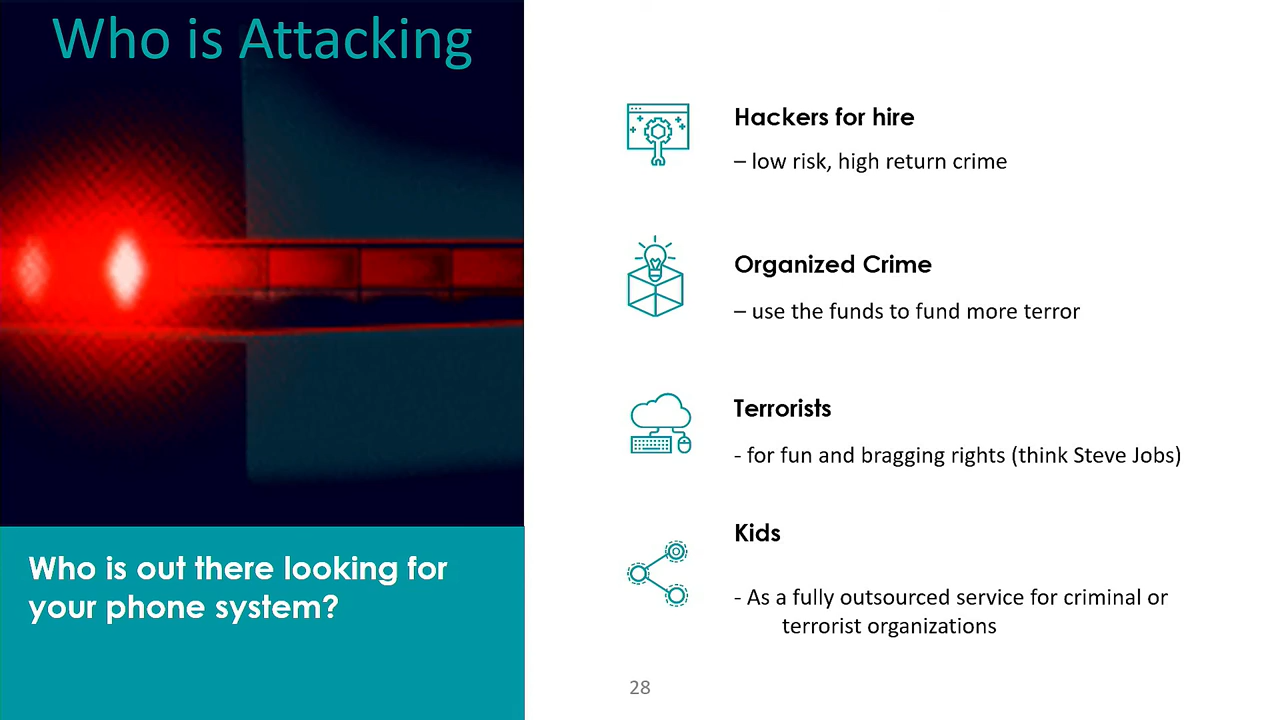 Who is Attacking
Who is out there looking for
your phone system?
Hackers for hire
– low risk, high return crime
Organized Crime
– use the funds to fund more terror
Terrorists
- for fun and bragging rights (think Steve Jobs)
Kids
- As a fully outsourced service for criminal or
terrorist organizations
28